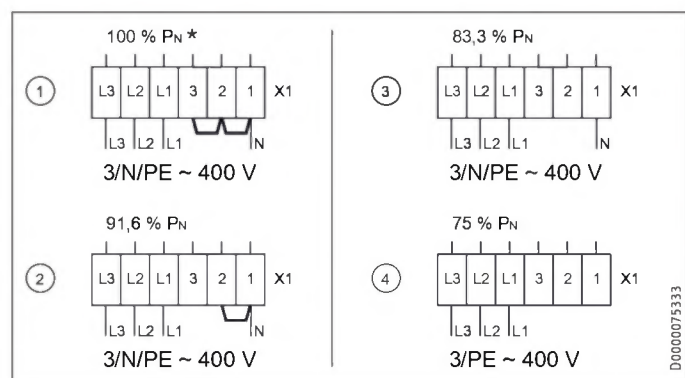 100 % PN *
1
L3 L2 L1 3 2 1 X1
L3 L2 L1 N
3/N/PE ~ 400 V
91,6 % PN
2
L3 L2 L1 3 2 1 X1
L3 L2 L1 N
3/N/PE ~ 400 V
83,3 % PN
3
L3 L2 L1 3 2 1 X1
L3 L2 L1 N
3/N/PE ~ 400 V
75 % PN
4
L3 L2 L1 3 2 1 X1
L3 L2 L1
3/PE ~ 400 V
D0000075333